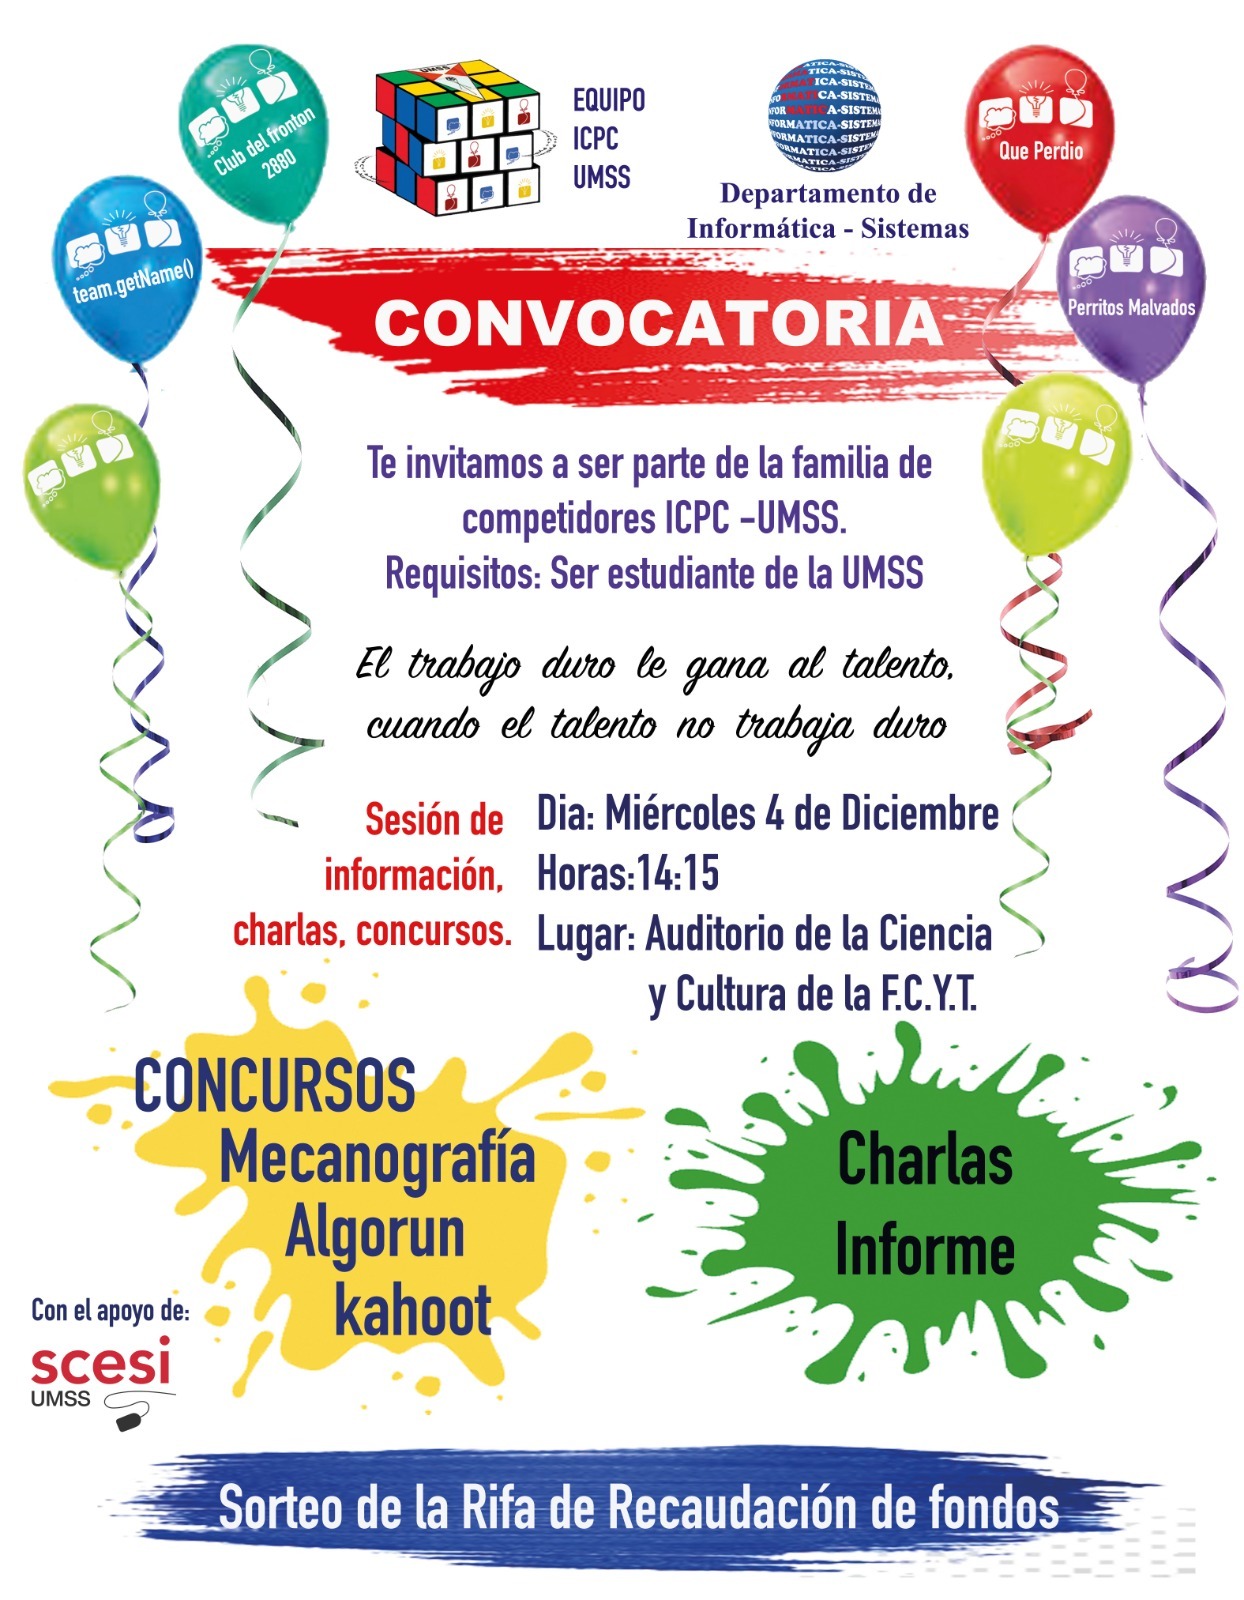 Club del fronton
2880
UMSS
EQUIPO
ICPC
UMSS
Departamento de
Informática - Sistemas
Que Perdio
team.getName()
Perritos Malvados
CONVOCATORIA
Te invitamos a ser parte de la familia de
competidores ICPC -UMSS.
Requisitos: Ser estudiante de la UMSS
El trabajo duro le gana al talento,
cuando el talento no trabaja duro
Sesión de
información,
charlas, concursos.
Dia: Miércoles 4 de Diciembre
Horas:14:15
Lugar: Auditorio de la Ciencia
y Cultura de la F.C.Y.T.
CONCURSOS
Mecanografía
Algorun
kahoot
Charlas
Informe
Con el apoyo de:
scesi
UMSS
Sorteo de la Rifa de Recaudación de fondos